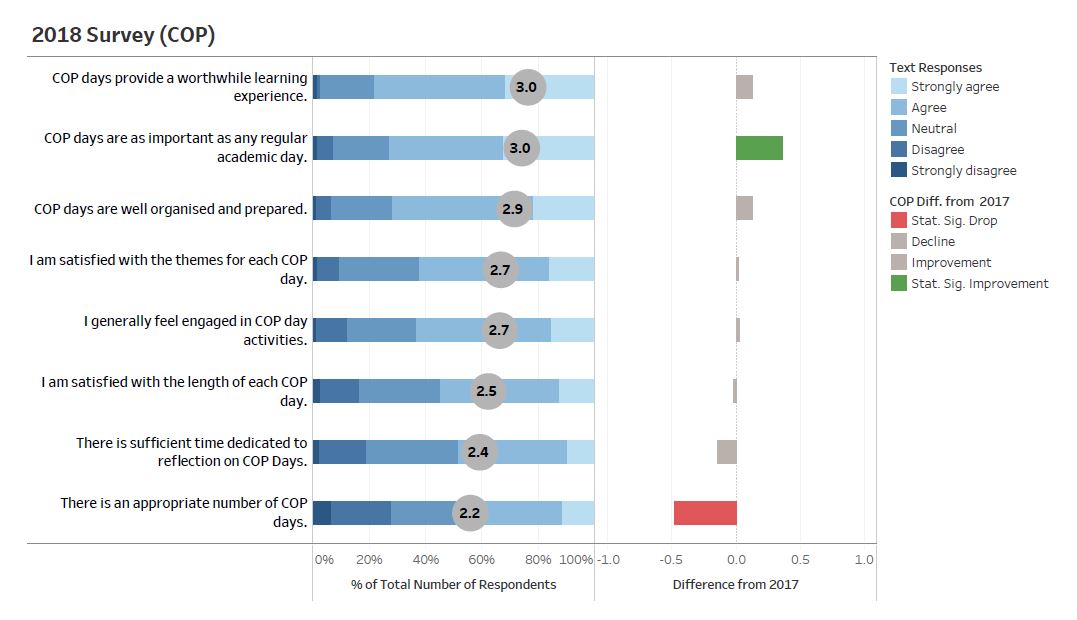 2018 Survey (COP)
COP days provide a worthwhile learning
experience.
3.0
COP days are as important as any regular
academic day.
3.0
COP days are well organised and prepared.
2.9
I am satisfied with the themes for each COP
day.
2.7
I generally feel engaged in COP day
activities.
2.7
I am satisfied with the length of each COP
day.
2.5
There is sufficient time dedicated to
reflection on COP Days.
2.4
There is an appropriate number of COP
days.
2.2
0% 20% 40% 60% 80% 100%
% of Total Number of Respondents
-1.0 -0.5 0.0 0.5 1.0
Difference from 2017
Text Responses
Strongly agree
Agree
Neutral
Disagree
Strongly disagree
COP Diff. from 2017
Stat. Sig. Drop
Decline
Improvement
Stat. Sig. Improvement